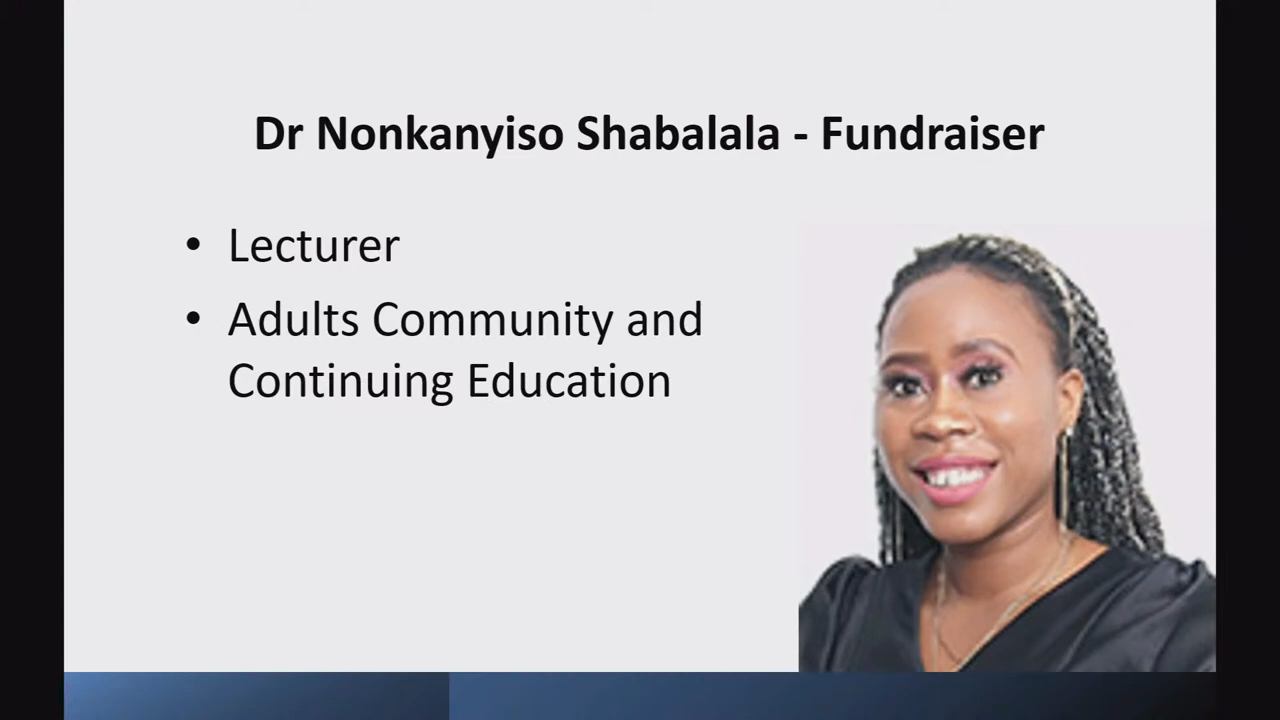 Dr Nonkanyiso Shabalala - Fundraiser
• Lecturer
• Adults Community and
Continuing Education